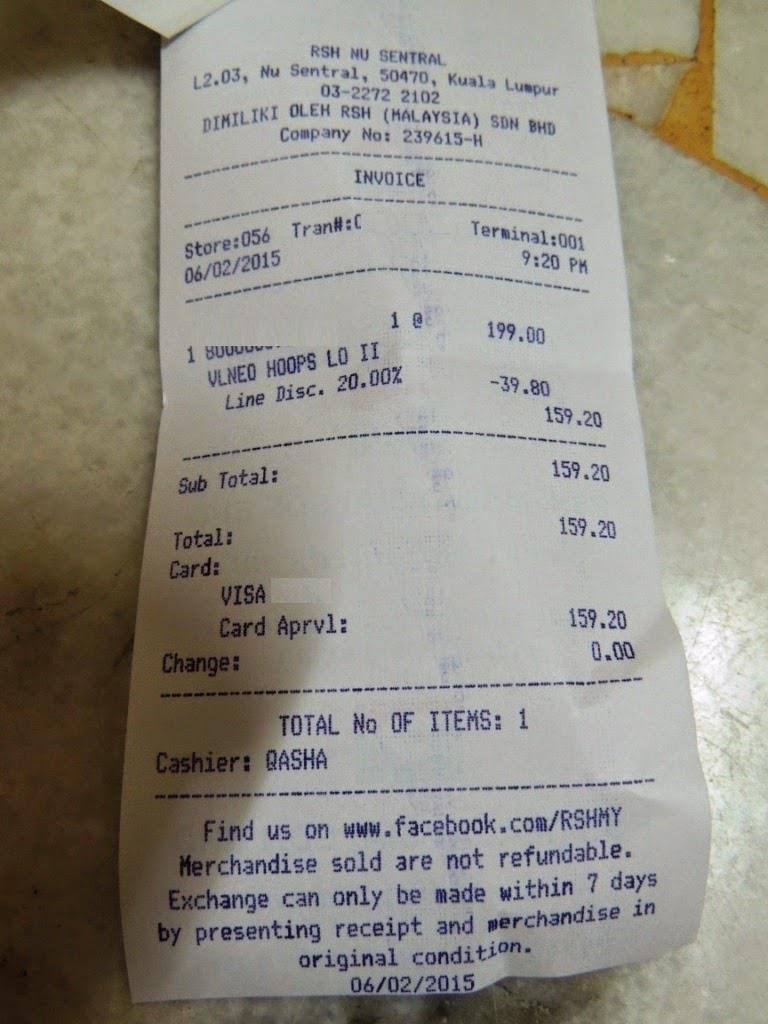 RSH NU SENTRAL
L2.03, Nu Sentral, 50470, Kuala Lumpur
03-2272 2102
DIMILIKI OLEH RSH (MALAYSIA) SDN BHD
Company No: 239615-H
INVOICE
Store:056 Tran#: Terminal:001
06/02/2015 9:20 PM
1 1 @ 199.00
VLNEO HOOPS LO II
Line Disc. 20.00% -39.80
159.20
Sub Total: 159.20
Total: 159.20
Card:
VISA
Card Aprvl: 159.20
Change: 0.00
TOTAL No OF ITEMS: 1
Cashier: QASHA
Find us on www.facebook.com/RSHMY
Merchandise sold are not refundable.
Exchange can only be made within 7 days
by presenting receipt and merchandise in
original condition.
06/02/2015